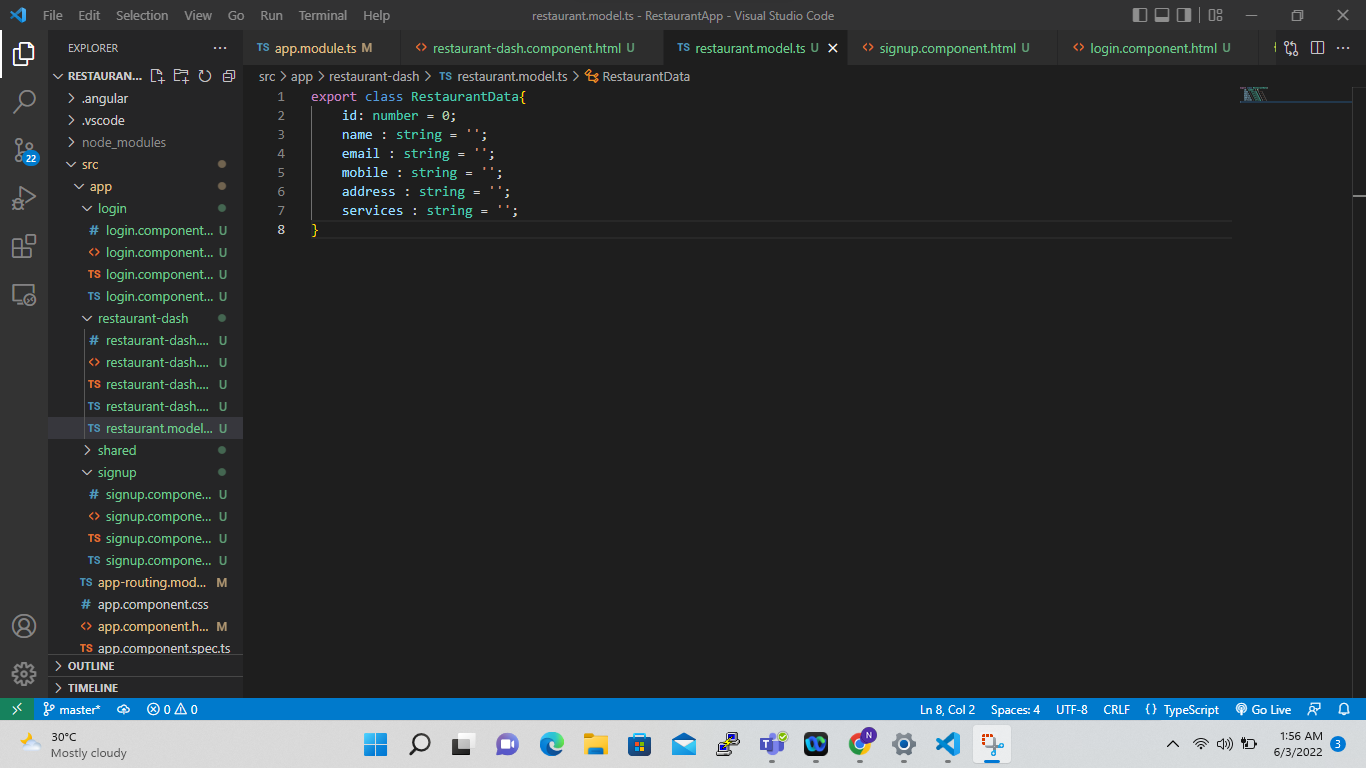 File Edit Selection View Go Run Terminal Help restaurant.model.ts - RestaurantApp - Visual Studio Code
EXPLORER
TS app.module.ts M <> restaurant-dash.component.html U TS restaurant.model.ts U <> signup.component.html U <> login.component.html U
RESTAURAN...
src > app > restaurant-dash > TS restaurant.model.ts > RestaurantData
.angular
.vscode
node_modules
src
app
login
# login.component... U
<> login.component... U
TS login.component... U
TS login.component... U
restaurant-dash
# restaurant-dash.... U
<> restaurant-dash.... U
TS restaurant-dash.... U
TS restaurant-dash.... U
TS restaurant.model... U
shared
signup
# signup.compone... U
<> signup.compone... U
TS signup.compone... U
TS signup.compone... U
TS app-routing.mod... M
# app.component.css
<> app.component.h... M
TS app.component.spec.ts
OUTLINE
TIMELINE
22
1 export class RestaurantData{
2 id: number = 0;
3 name : string = '';
4 email : string = '';
5 mobile : string = '';
6 address : string = '';
7 services : string = '';
8 }
master* 0 0 Ln 8, Col 2 Spaces: 4 UTF-8 CRLF {} TypeScript Go Live
30°C
Mostly cloudy
N
1:56 AM
6/3/2022 3